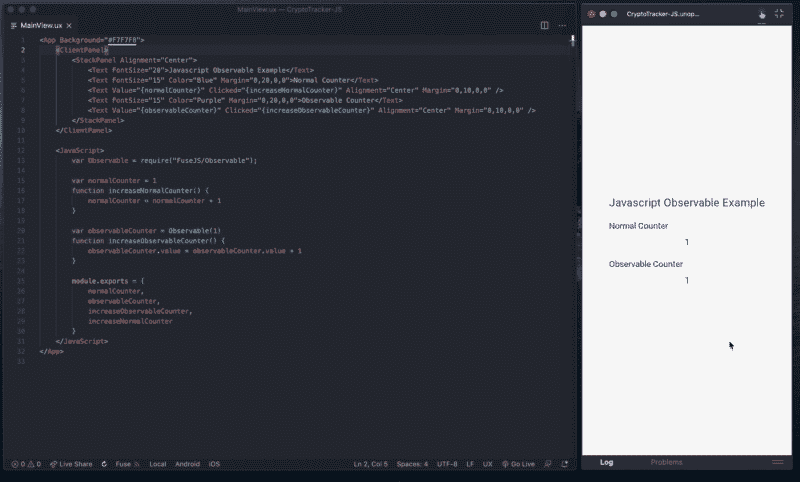 MainView.ux — CryptoTracker-JS
MainView.ux ×
1 <App Background="#F7F7F8">
2 <ClientPanel>
3 <StackPanel Alignment="Center">
4 <Text FontSize="20">Javascript Observable Example</Text>
5 <Text FontSize="15" Color="Blue" Margin="0,20,0,0">Normal Counter</Text>
6 <Text Value="{normalCounter}" Clicked="{increaseNormalCounter}" Alignment="Center" Margin="0,10,0,0" />
7 <Text FontSize="15" Color="Purple" Margin="0,20,0,0">Observable Counter</Text>
8 <Text Value="{observableCounter}" Clicked="{increaseObservableCounter}" Alignment="Center" Margin="0,10,0,0" />
9 </StackPanel>
10 </ClientPanel>
11
12 <JavaScript>
13 var Observable = require("FuseJS/Observable");
14
15 var normalCounter = 1
16 function increaseNormalCounter() {
17 normalCounter = normalCounter + 1
18 }
19
20 var observableCounter = Observable(1)
21 function increaseObservableCounter() {
22 observableCounter.value = observableCounter.value + 1
23 }
24
25 module.exports = {
26 normalCounter,
27 observableCounter,
28 increaseObservableCounter,
29 increaseNormalCounter
30 }
31 </JavaScript>
32 </App>
33
0 0 Live Share Fuse Local Android iOS Ln 2, Col 5 Spaces: 4 UTF-8 LF UX Go Live
CryptoTracker-JS.unop...
Javascript Observable Example
Normal Counter
1
Observable Counter
1
Log Problems